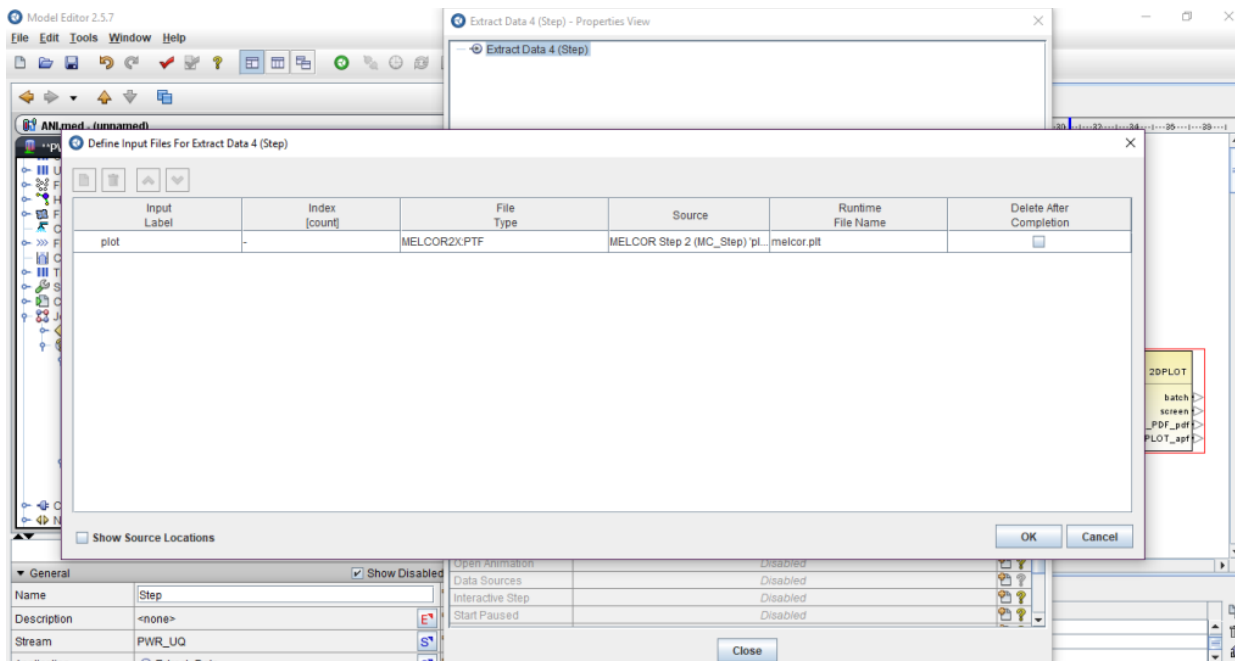 Model Editor 2.5.7
File Edit Tools Window Help
Extract Data 4 (Step) - Properties View
Extract Data 4 (Step)
ANI.med - (unnamed)
Define Input Files For Extract Data 4 (Step)
Input Label
Index [count]
File Type
Source
Runtime File Name
Delete After Completion
plot
-
MELCOR2X:PTF
MELCOR Step 2 (MC_Step) 'pl...
melcor.plt
Show Source Locations
OK
Cancel
2DPLOT
batch
screen
_PDF_pdf
PLOT_apf
General
Show Disabled
Name
Step
Description
<none>
Stream
PWR_UQ
Open Animation
Disabled
Data Sources
Disabled
Interactive Step
Disabled
Start Paused
Disabled
Close